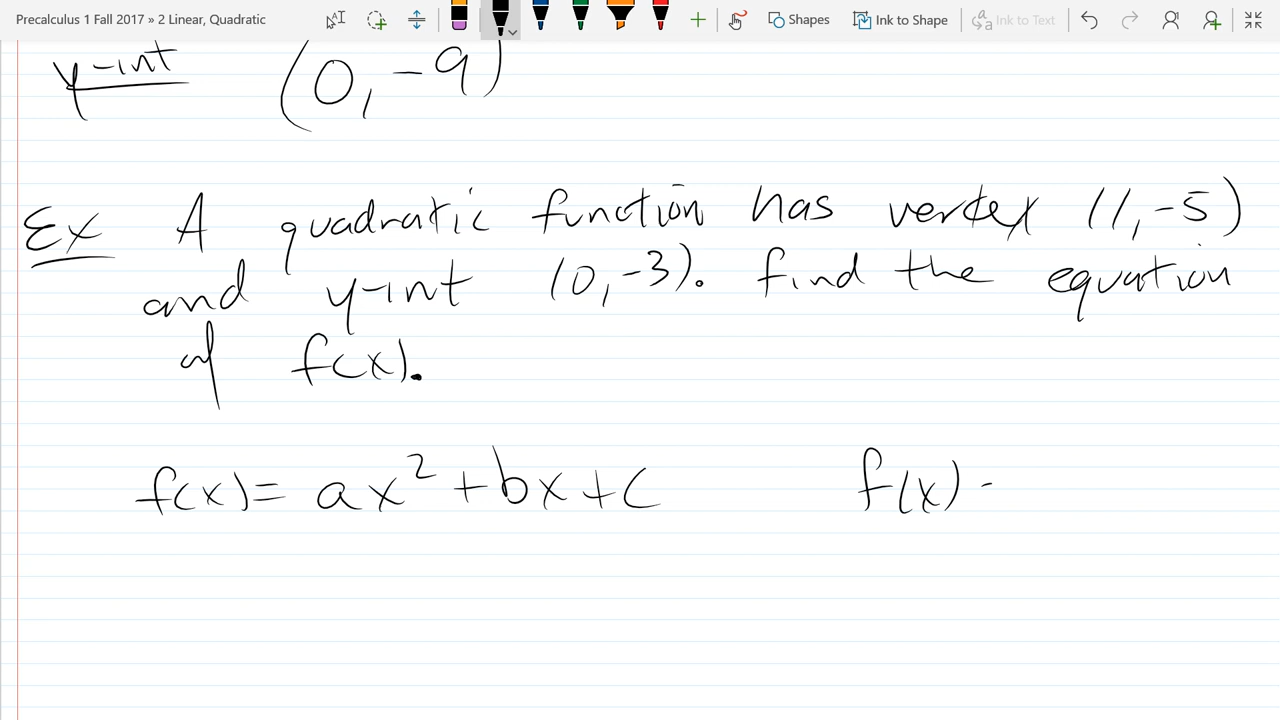 Precalculus 1 Fall 2017 » 2 Linear, Quadratic
Shapes
Ink to Shape
Ink to Text
y-int (0, -9)
Ex A quadratic function has vertex (1, -5)
and y-int (0, -3). Find the equation
of f(x).
f(x) = ax² + bx + c f(x) -